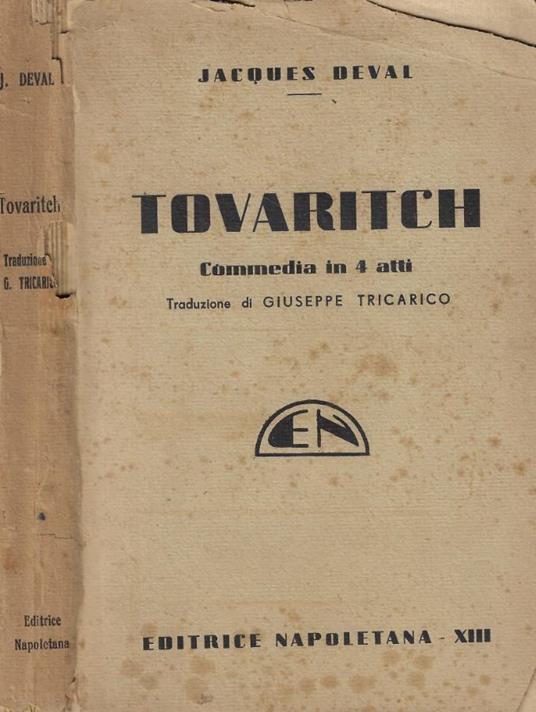 J. DEVAL
Tovaritch
Traduzione
G. TRICARICO
Editrice
Napoletana
JACQUES DEVAL
TOVARITCH
Commedia in 4 atti
Traduzione di GIUSEPPE TRICARICO
EN
EDITRICE NAPOLETANA - XIII